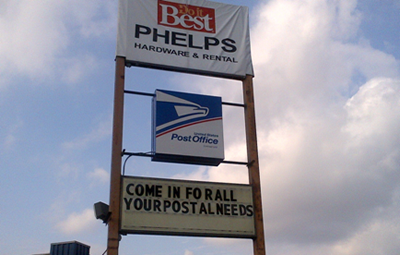 Do it
Best
PHELPS
HARDWARE & RENTAL
United States
Post Office
COME IN FOR ALL
YOUR POSTAL NEEDS